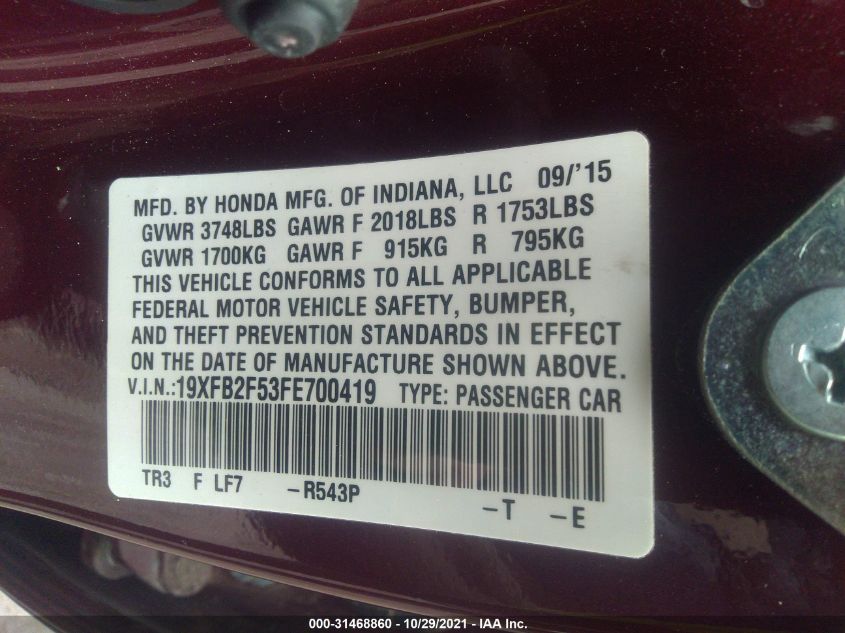 MFD. BY HONDA MFG. OF INDIANA, LLC 09/'15
GVWR 3748LBS GAWR F 2018LBS R 1753LBS
GVWR 1700KG GAWR F 915KG R 795KG
THIS VEHICLE CONFORMS TO ALL APPLICABLE
FEDERAL MOTOR VEHICLE SAFETY, BUMPER,
AND THEFT PREVENTION STANDARDS IN EFFECT
ON THE DATE OF MANUFACTURE SHOWN ABOVE.
V.I.N.:19XFB2F53FE700419 TYPE: PASSENGER CAR
TR3 F LF7 -R543P -T -E
000-31468860 - 10/29/2021 - IAA Inc.